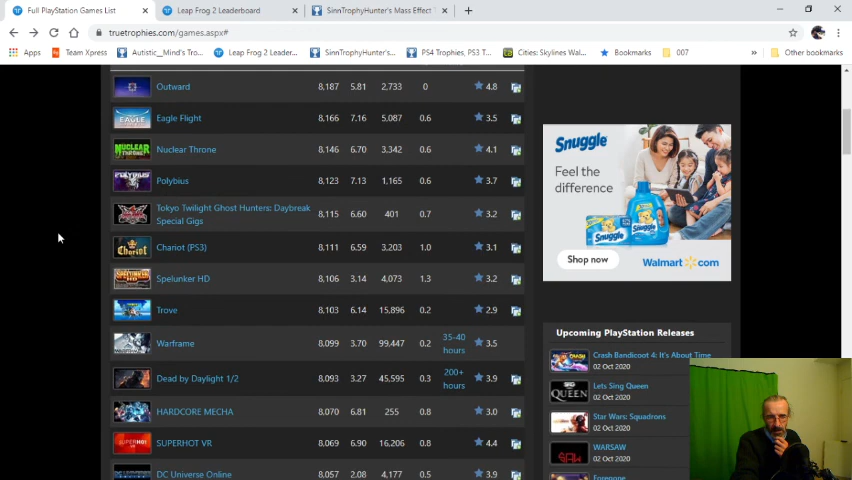 Full PlayStation Games List
Leap Frog 2 Leaderboard
SinnTrophyHunter's Mass Effect
truetrophies.com/games.aspx#
Apps
Team Xpress
Autistic_Mind's Tro...
Leap Frog 2 Leader...
SinnTrophyHunter's...
PS4 Trophies, PS3 T...
Cities: Skylines Wal...
Bookmarks
007
Other bookmarks
Outward 8,187 5.81 2,733 0 4.8
Eagle Flight 8,166 7.16 5,087 0.6 3.5
Nuclear Throne 8,146 6.70 3,342 0.6 4.1
Polybius 8,123 7.13 1,165 0.6 3.7
Tokyo Twilight Ghost Hunters: Daybreak
Special Gigs 8,115 6.60 401 0.7 3.2
Chariot (PS3) 8,111 6.59 3,203 1.0 3.1
Spelunker HD 8,106 3.14 4,073 1.3 3.2
Trove 8,103 6.14 15,896 0.2 2.9
Warframe 8,099 3.70 99,447 0.2 35-40
hours 3.5
Dead by Daylight 1/2 8,093 3.27 45,595 0.3 200+
hours 3.9
HARDCORE MECHA 8,070 6.81 255 0.8 3.0
SUPERHOT VR 8,069 6.90 16,206 0.8 4.4
DC Universe Online 8,057 2.08 4,177 0.5 3.9
Snuggle
Feel the
difference
Shop now
Walmart
.com
Upcoming PlayStation Releases
Crash Bandicoot 4: It's About Time
02 Oct 2020
Lets Sing Queen
02 Oct 2020
Star Wars: Squadrons
02 Oct 2020
WARSAW
02 Oct 2020